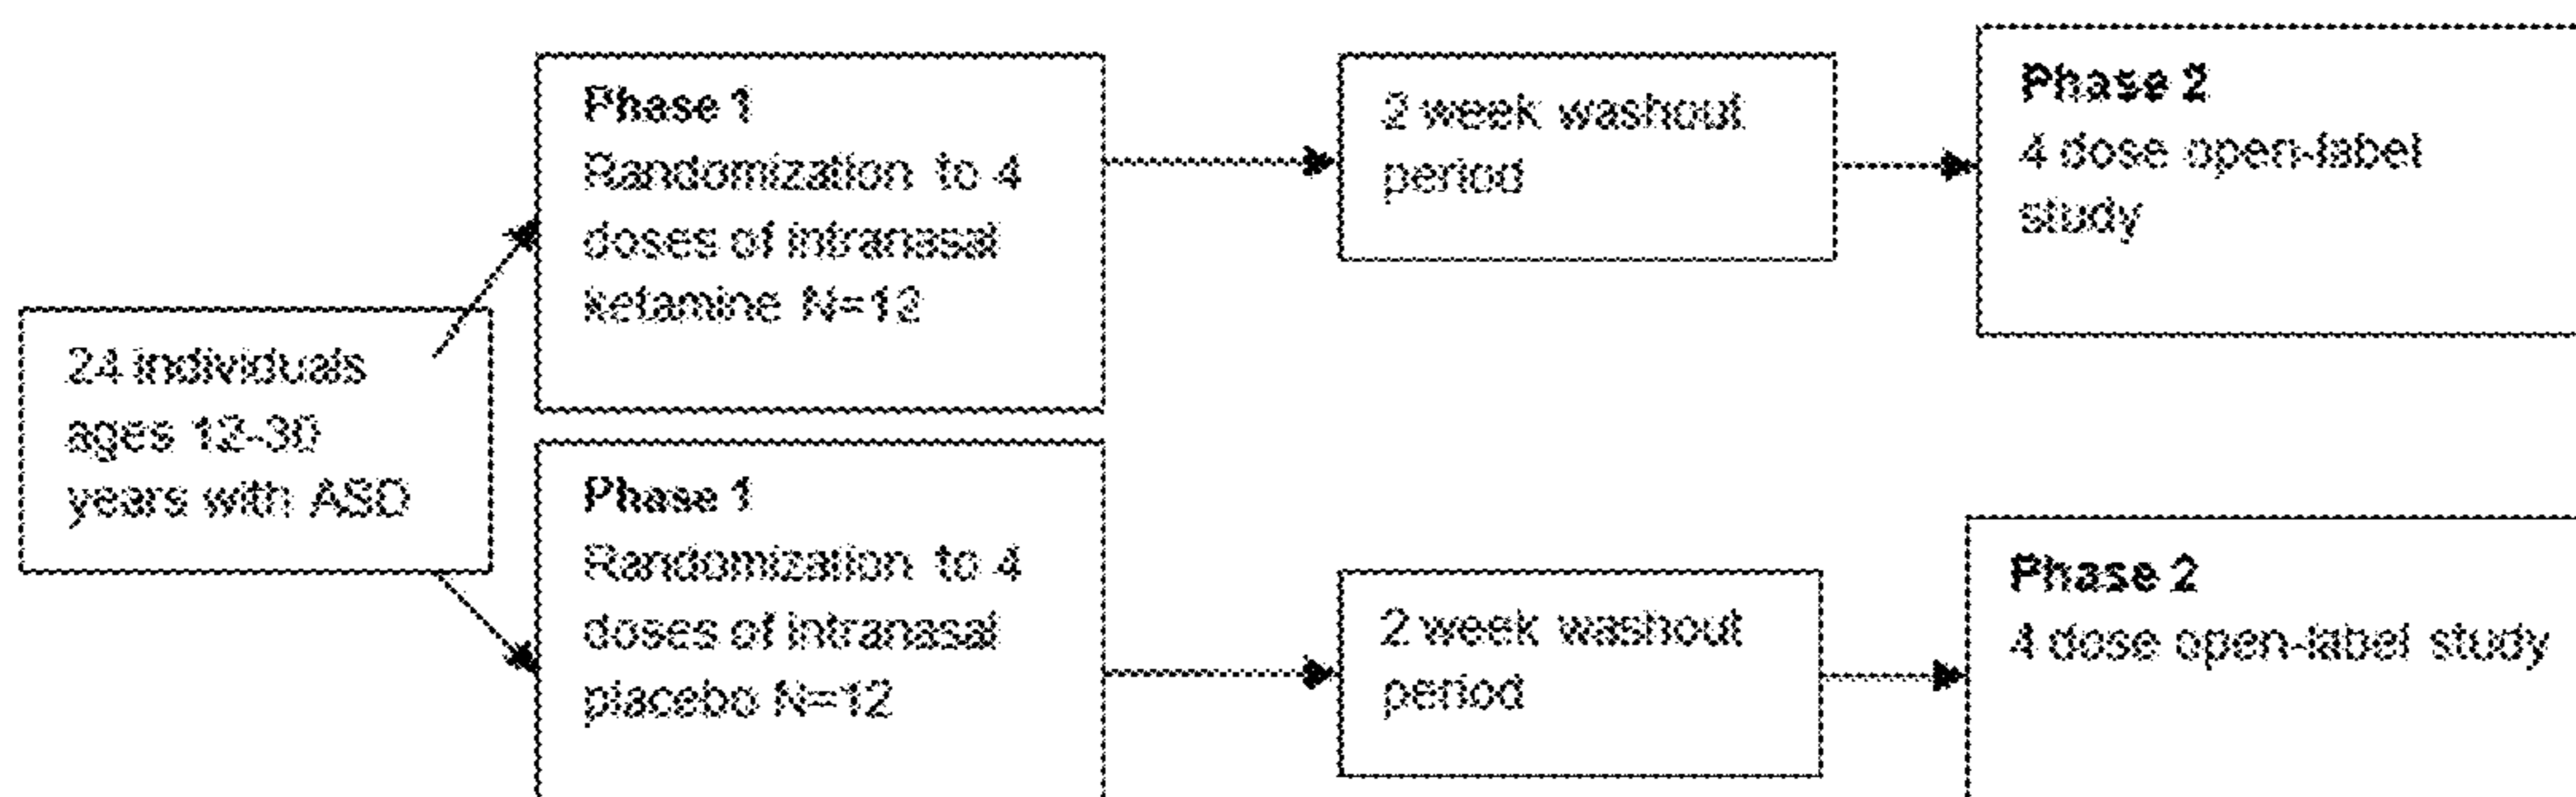 24 individuals
ages 12-30
years with ASD
Phase 1
Randomization to 4
doses of intranasal
ketamine N=12
2 week washout
period
Phase 2
4 dose open-label
study
Phase 1
Randomization to 4
doses of intranasal
placebo N=12
2 week washout
period
Phase 2
4 dose open-label study